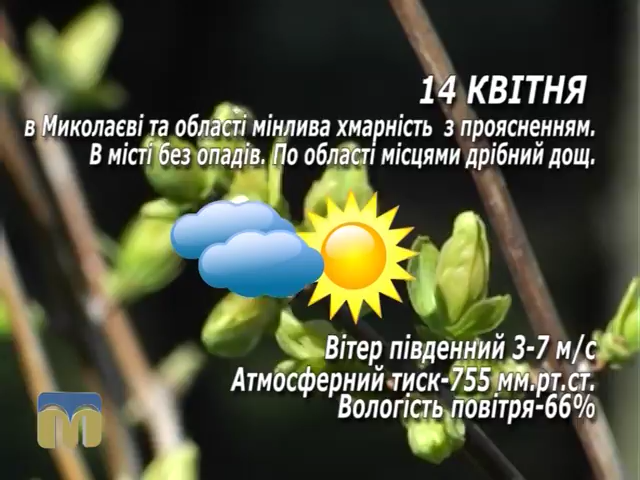 14 КВІТНЯ
в Миколаєві та області мінлива хмарність з проясненням.
В місті без опадів. По області місцями дрібний дощ.
Вітер південний 3-7 м/с
Атмосферний тиск-755 мм.рт.ст.
Вологість повітря-66%
М